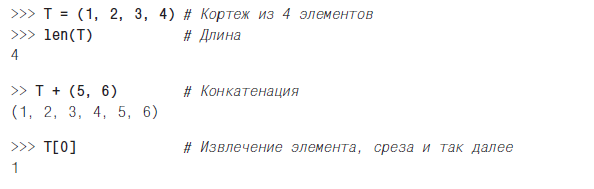 >>> T = (1, 2, 3, 4) # Кортеж из 4 элементов
>>> len(T) # Длина
4
>> T + (5, 6) # Конкатенация
(1, 2, 3, 4, 5, 6)
>>> T[0] # Извлечение элемента, среза и так далее
1